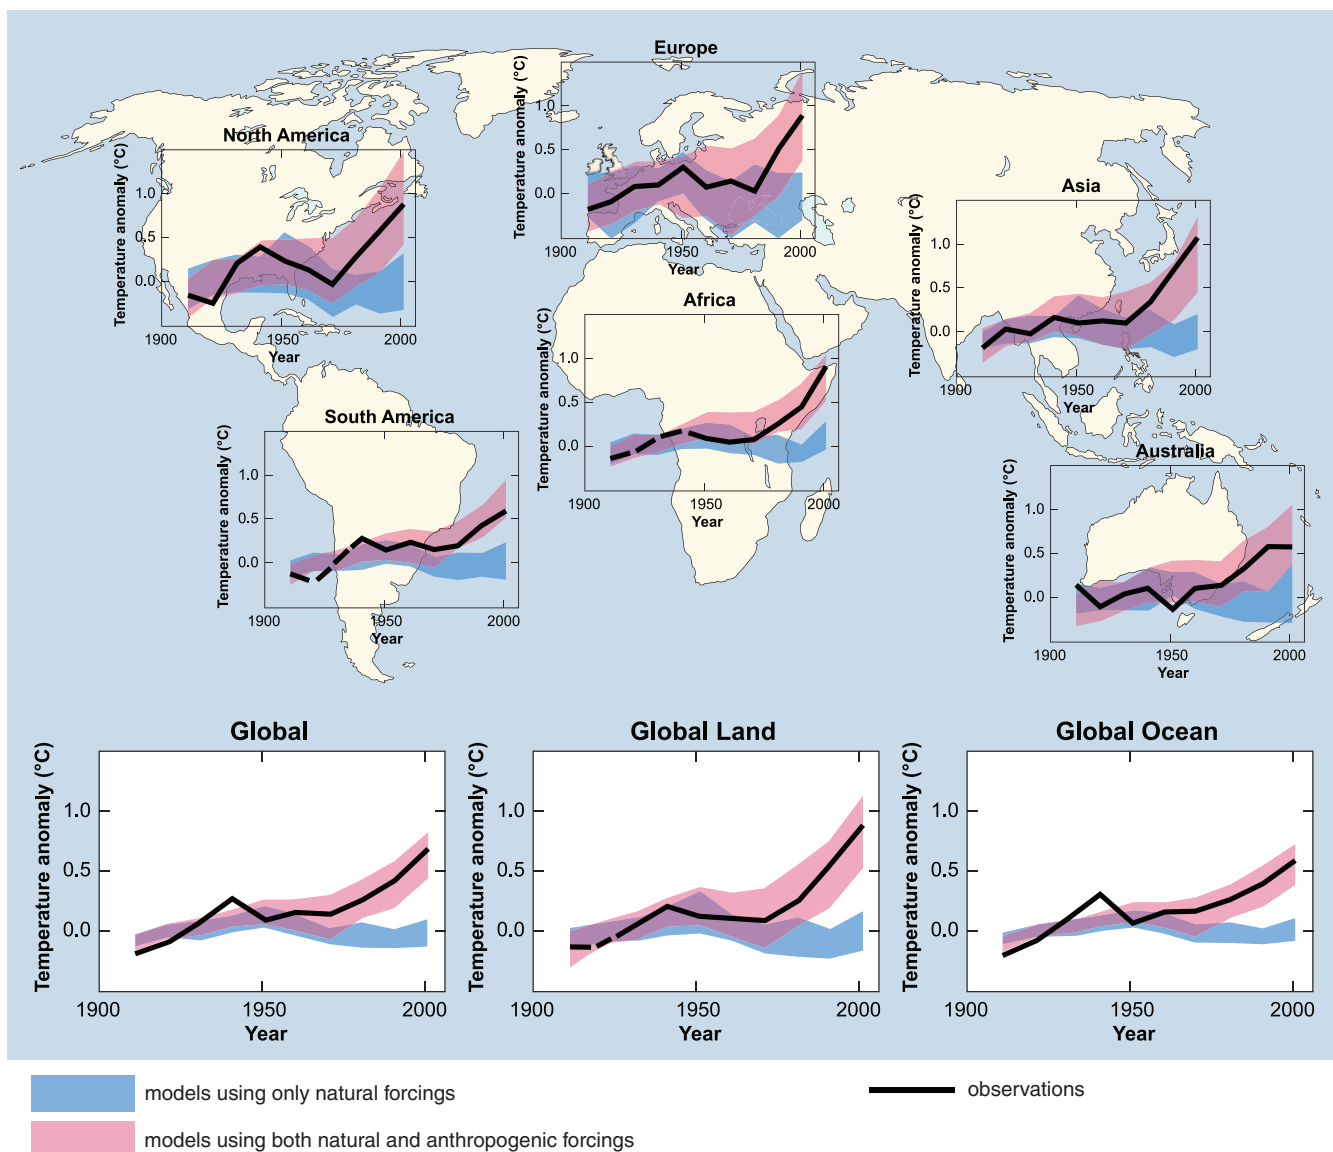 Europe
Temperature anomaly (°C)
1.0
0.5
0.0
1900
1950
2000
Year
North America
Temperature anomaly (°C)
1.0
0.5
0.0
1900
1950
2000
Year
Asia
Temperature anomaly (°C)
1.0
0.5
0.0
1900
1950
2000
Year
Africa
Temperature anomaly (°C)
1.0
0.5
0.0
1900
1950
2000
Year
South America
Temperature anomaly (°C)
1.0
0.5
0.0
1900
1950
2000
Year
Australia
Temperature anomaly (°C)
1.0
0.5
0.0
1900
1950
2000
Year
Global
Temperature anomaly (°C)
1.0
0.5
0.0
1900
1950
2000
Year
Global Land
Temperature anomaly (°C)
1.0
0.5
0.0
1900
1950
2000
Year
Global Ocean
Temperature anomaly (°C)
1.0
0.5
0.0
1900
1950
2000
Year
models using only natural forcings
observations
models using both natural and anthropogenic forcings